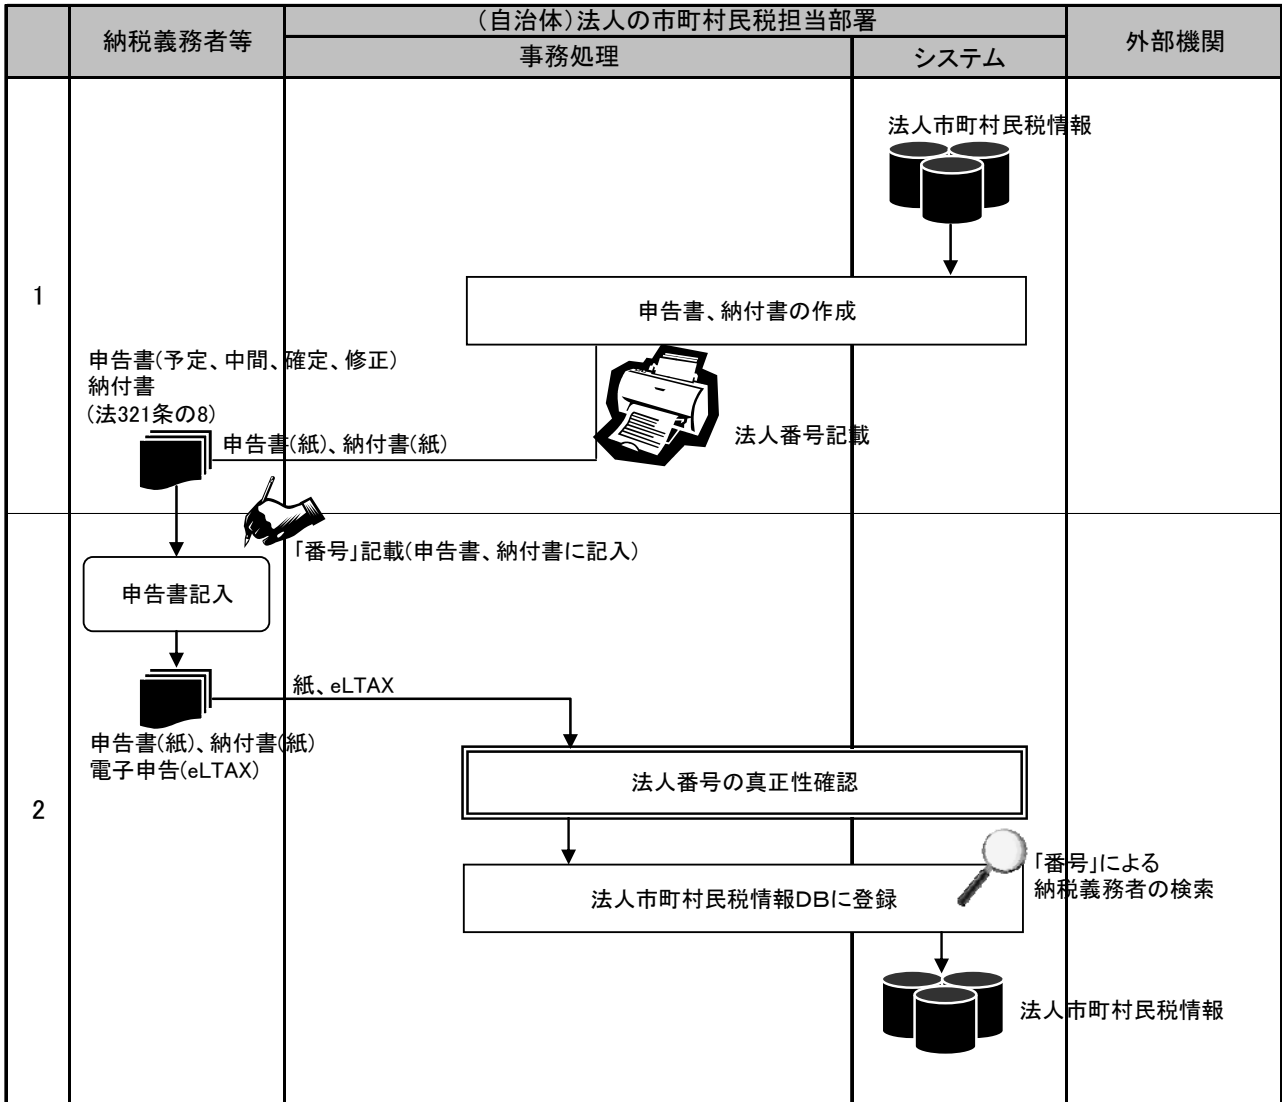 納税義務者等
(自治体)法人の市町村民税担当部署
事務処理
システム
外部機関
1
法人市町村民税情報
申告書、納付書の作成
申告書(予定、中間、確定、修正)
納付書
(法321条の8)
申告書(紙)、納付書(紙)
法人番号記載
2
「番号」記載(申告書、納付書に記入)
申告書記入
紙、eLTAX
申告書(紙)、納付書(紙)
電子申告(eLTAX)
法人番号の真正性確認
「番号」による
納税義務者の検索
法人市町村民税情報DBに登録
法人市町村民税情報